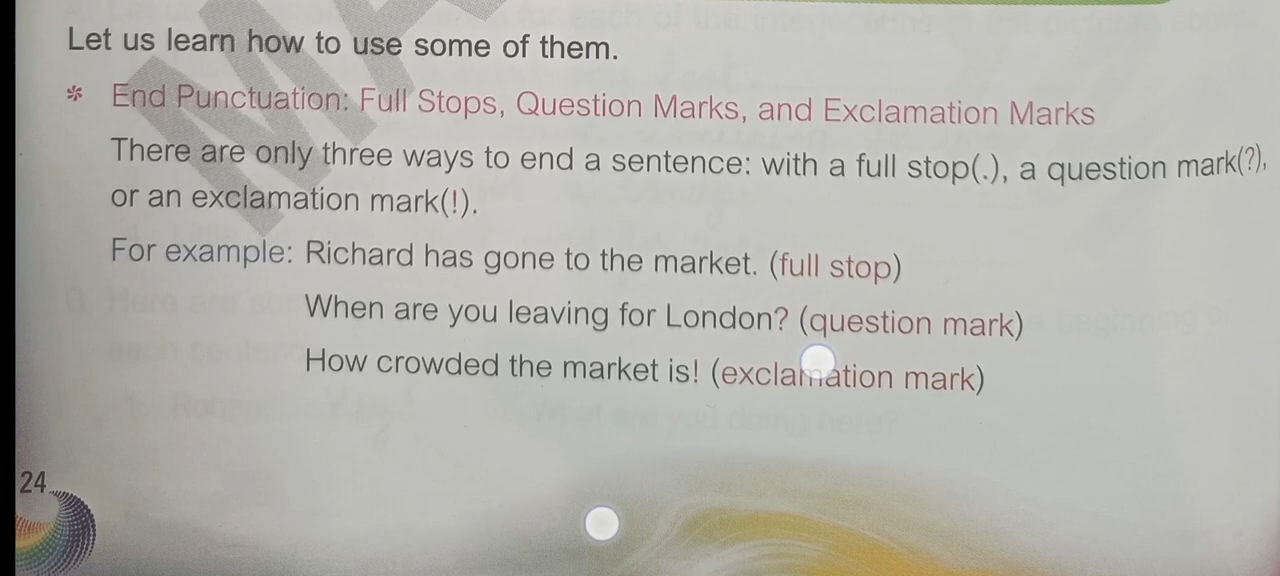 Let us learn how to use some of them.
* End Punctuation: Full Stops, Question Marks, and Exclamation Marks
There are only three ways to end a sentence: with a full stop(.), a question mark(?),
or an exclamation mark(!).
For example: Richard has gone to the market. (full stop)
When are you leaving for London? (question mark)
How crowded the market is! (exclamation mark)
24